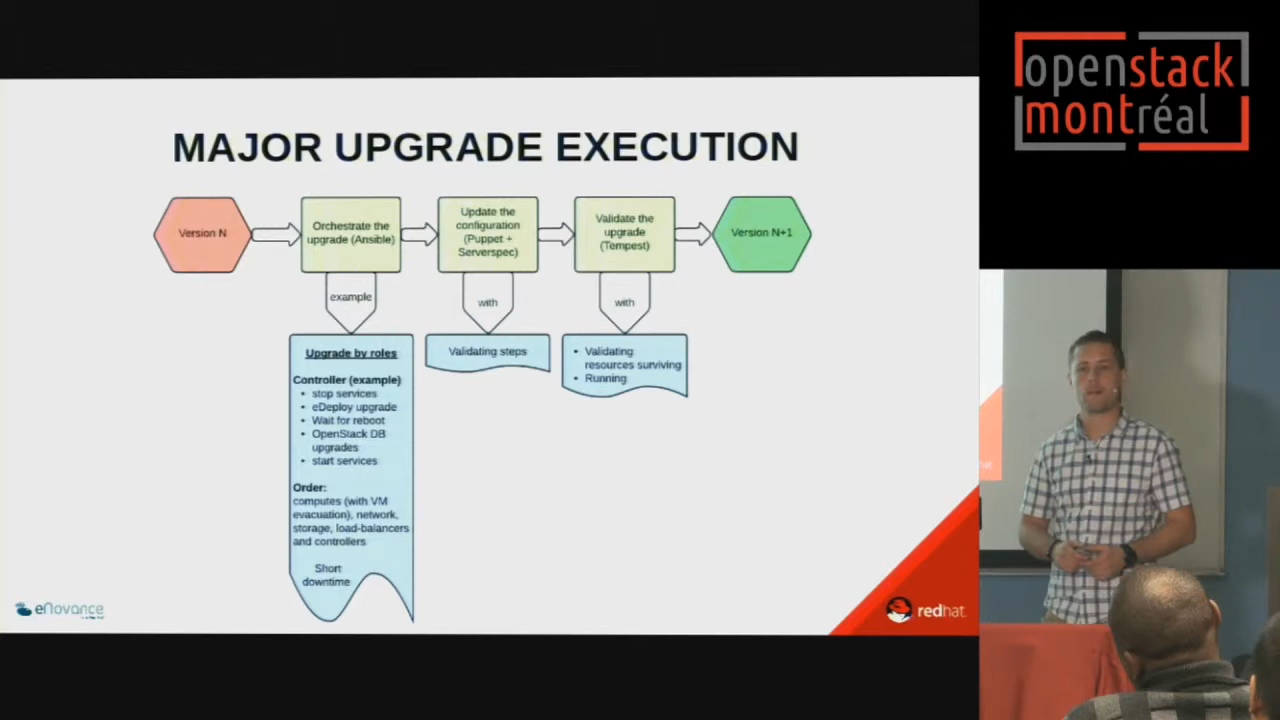 MAJOR UPGRADE EXECUTION
Version N
Orchestrate the
upgrade (Ansible)
Update the
configuration
(Puppet +
Serverspec)
Validate the
upgrade
(Tempest)
Version N+1
example
with
with
Upgrade by roles
Controller (example)
• stop services
• eDeploy upgrade
• Wait for reboot
• OpenStack DB
upgrades
• start services
Order:
computes (with VM
evacuation), network,
storage, load-balancers
and controllers
Short
downtime
Validating steps
• Validating
resources surviving
• Running
eNovance
redhat.
openstack
montréal